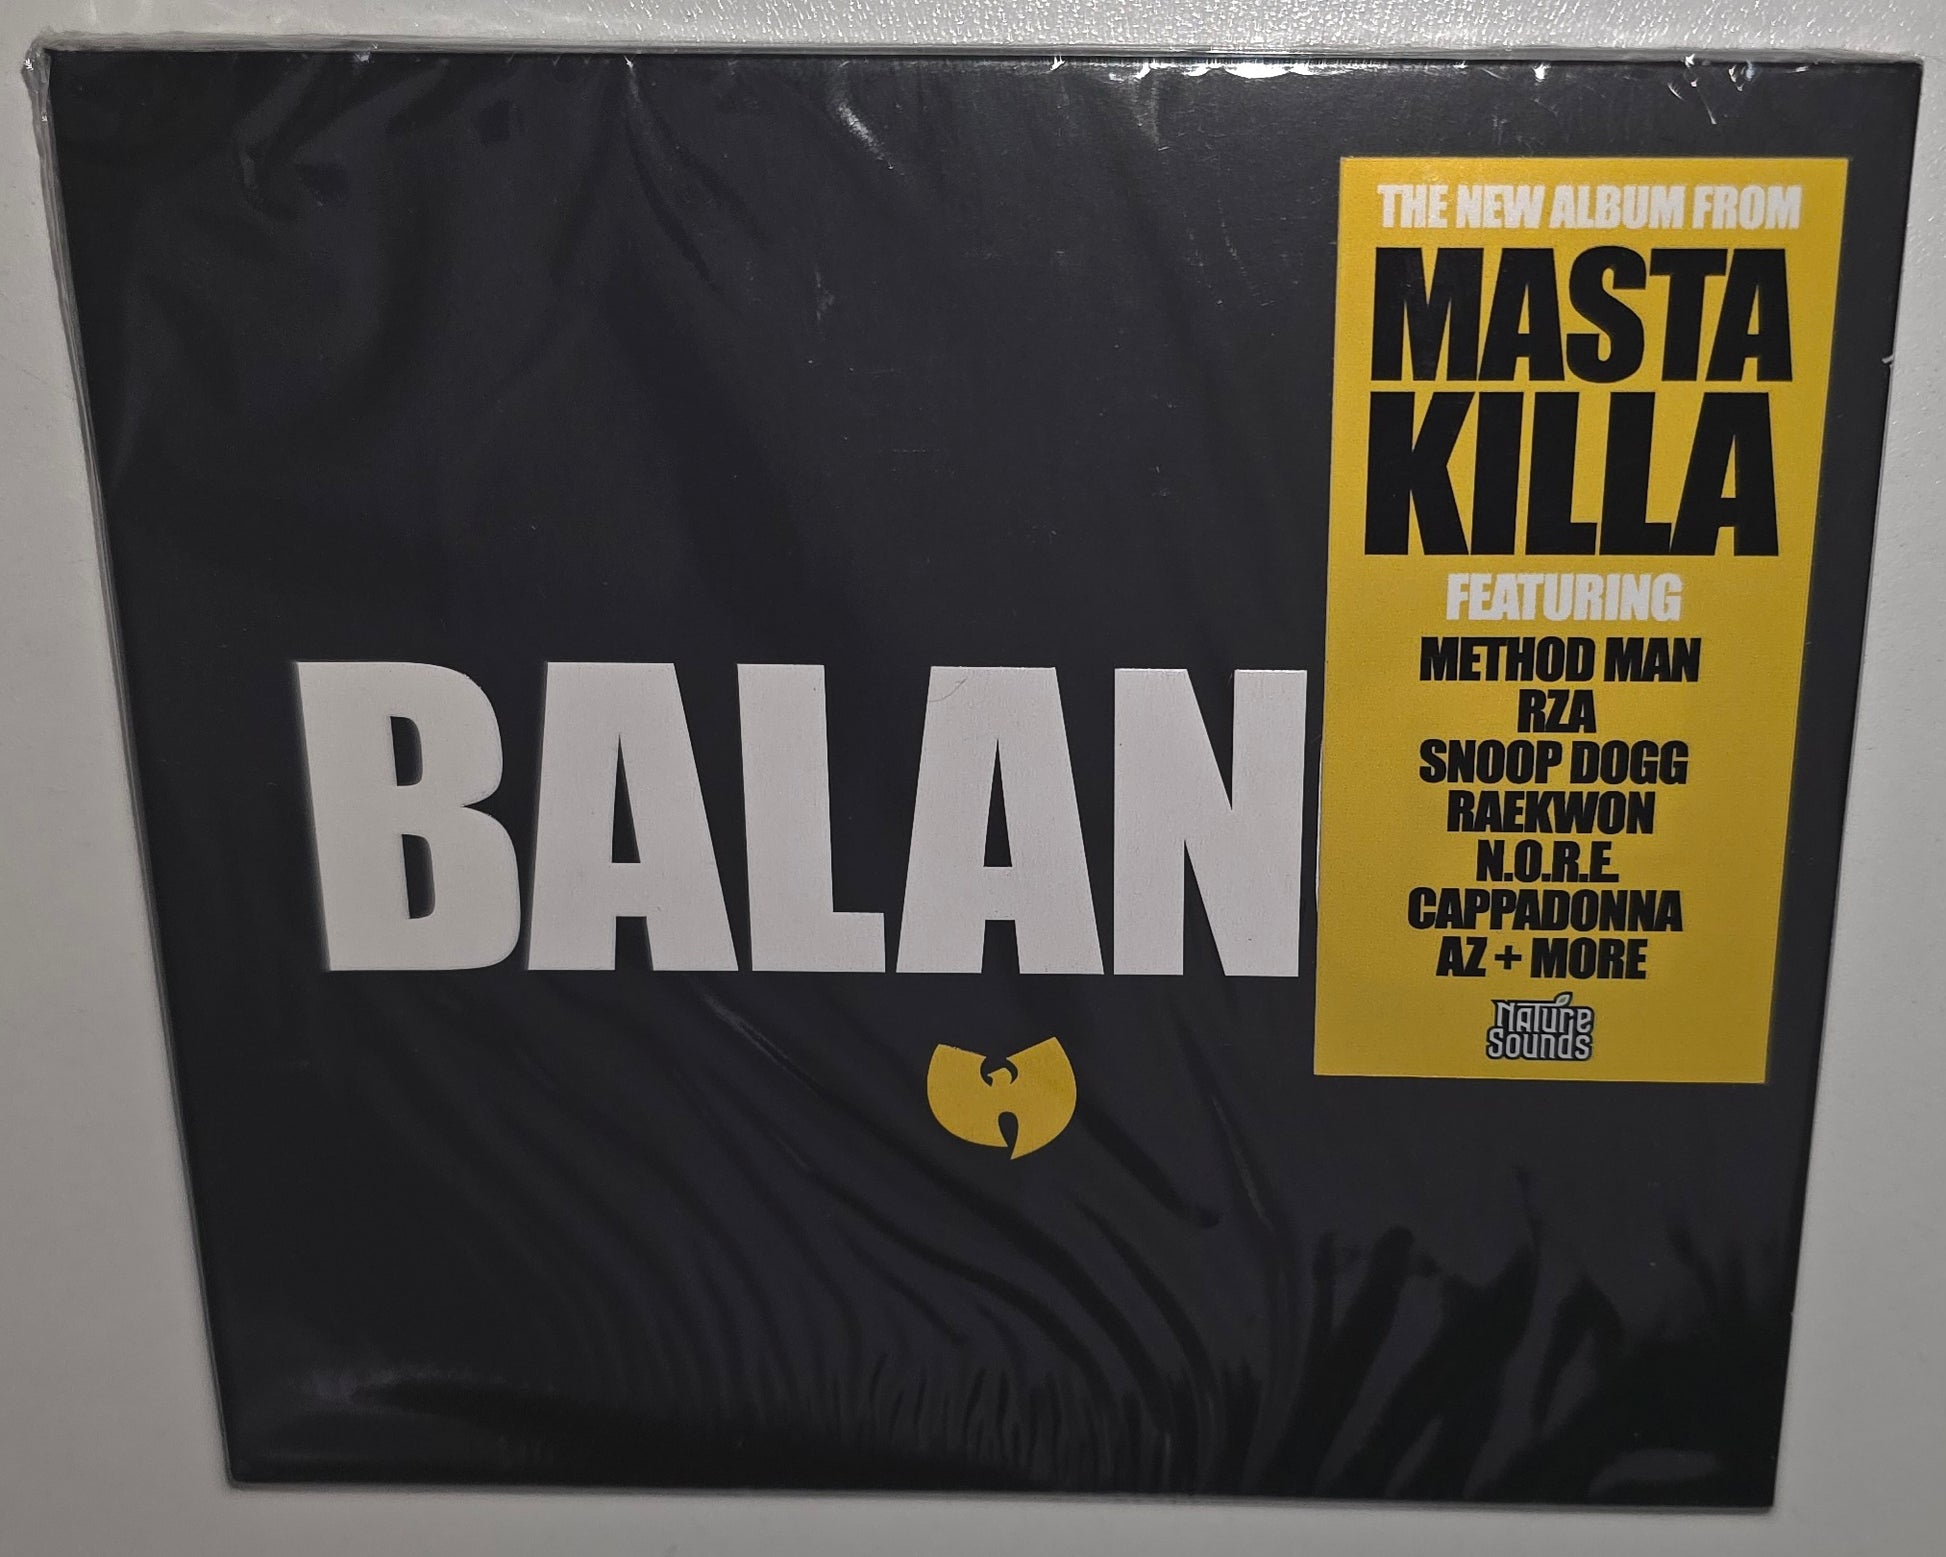 BALAN
THE NEW ALBUM FROM
MASTA
KILLA
FEATURING
METHOD MAN
RZA
SNOOP DOGG
RAEKWON
N.O.R.E.
CAPPADONNA
AZ + MORE
NATURE
SOUNDS